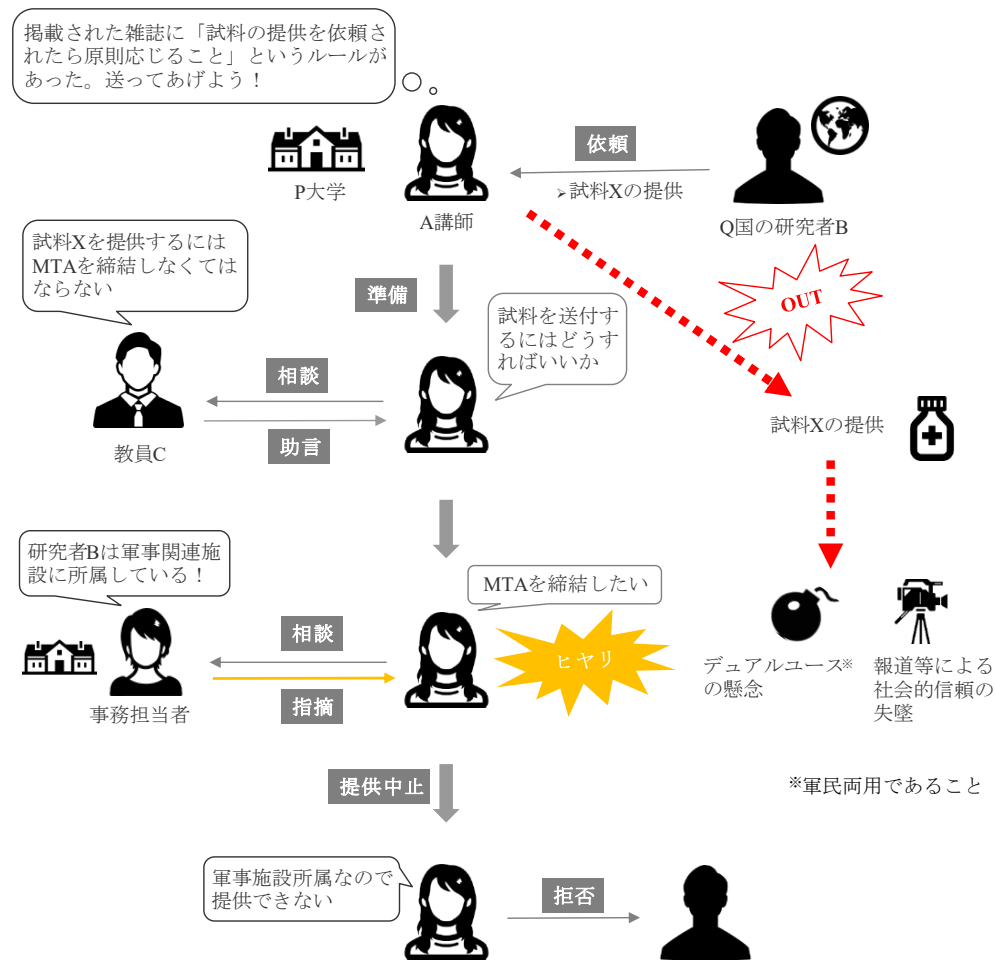 掲載された雑誌に「試料の提供を依頼さ
れたら原則応じること」というルールが
あった。送ってあげよう！
P大学
A講師
依頼
➢試料Xの提供
Q国の研究者B
試料Xを提供するには
MTAを締結しなくては
ならない
準備
試料を送付す
るにはどうす
ればいいか
OUT
相談
助言
教員C
試料Xの提供
研究者Bは軍事関連施
設に所属している！
MTAを締結したい
相談
指摘
事務担当者
ヒヤリ
デュアルユース※
の懸念
報道等による
社会的信頼の
失墜
提供中止
※軍民両用であること
軍事施設所属なので
提供できない
拒否